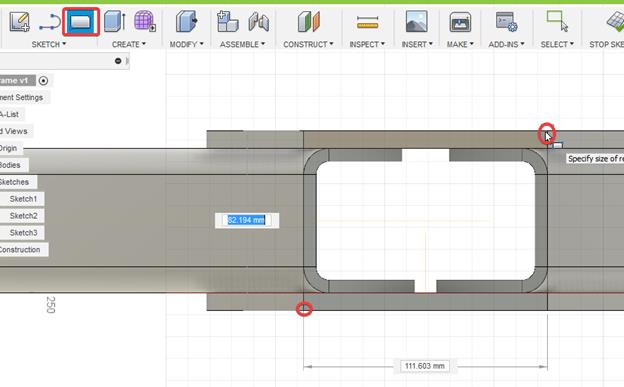 SKETCH▾
CREATE▾
MODIFY▾
ASSEMBLE▾
CONSTRUCT▾
INSPECT▾
INSERT▾
MAKE▾
ADD-INS▾
SELECT▾
STOP SKE
rame v1
ment Settings
A-List
d Views
Origin
Bodies
Sketches
Sketch1
Sketch2
Sketch3
Construction
Specify size of re
82.194 mm
250
111.603 mm